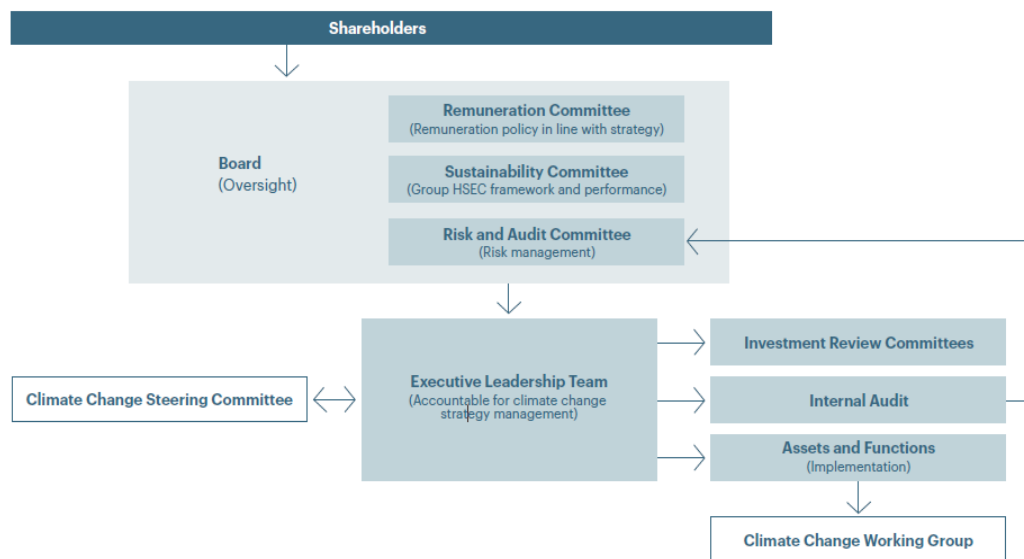 Shareholders
Remuneration Committee
(Remuneration policy in line with strategy)
Board
(Oversight)
Sustainability Committee
(Group HSEC framework and performance)
Risk and Audit Committee
(Risk management)
Executive Leadership Team
(Accountable for climate change
strategy management)
Climate Change Steering Committee
Investment Review Committees
Internal Audit
Assets and Functions
(Implementation)
Climate Change Working Group